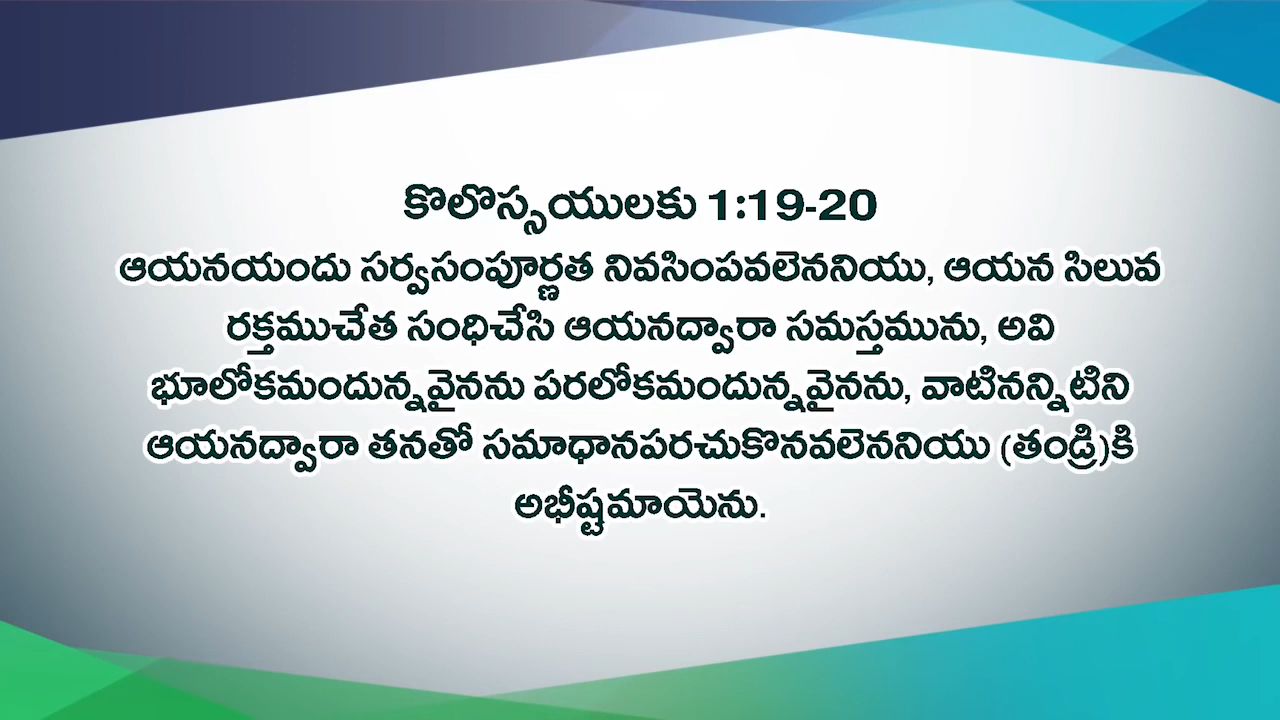 కొలొస్సయులకు 1:19-20
ఆయనయందు సర్వసంపూర్ణత నివసింపవలెననియు, ఆయన సిలువ
రక్తముచేత సంధిచేసి ఆయనద్వారా సమస్తమును, అవి
భూలోకమందున్నవైనను పరలోకమందున్నవైనను, వాటినన్నిటిని
ఆయనద్వారా తనతో సమాధానపరచుకొనవలెననియు (తండ్రి)కి
అభీష్టమాయెను.